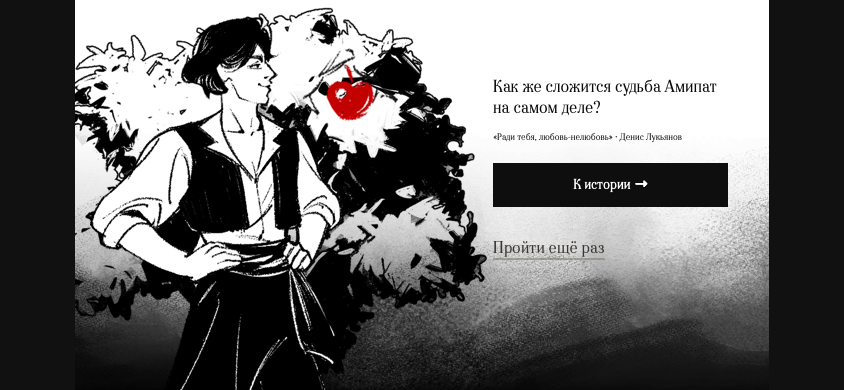 Как же сложится судьба Амипат
на самом деле?
«Ради тебя, любовь-нелюбовь» · Денис Лукьянов
К истории →
Пройти ещё раз